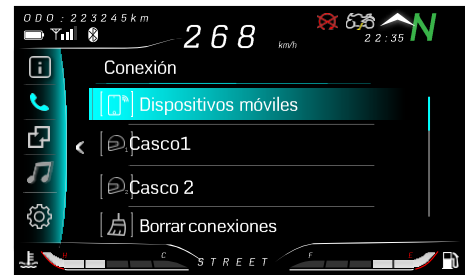 ODO: 223245km
268 km/h
22:35 N
Conexión
Dispositivos móviles
Casco1
Casco 2
Borrar conexiones
H C STREET F E